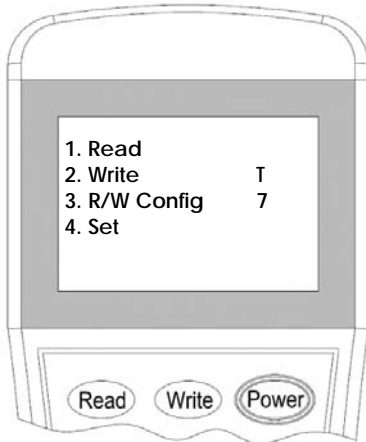 1. Read
2. Write T
3. R/W Config 7
4. Set
Read Write Power